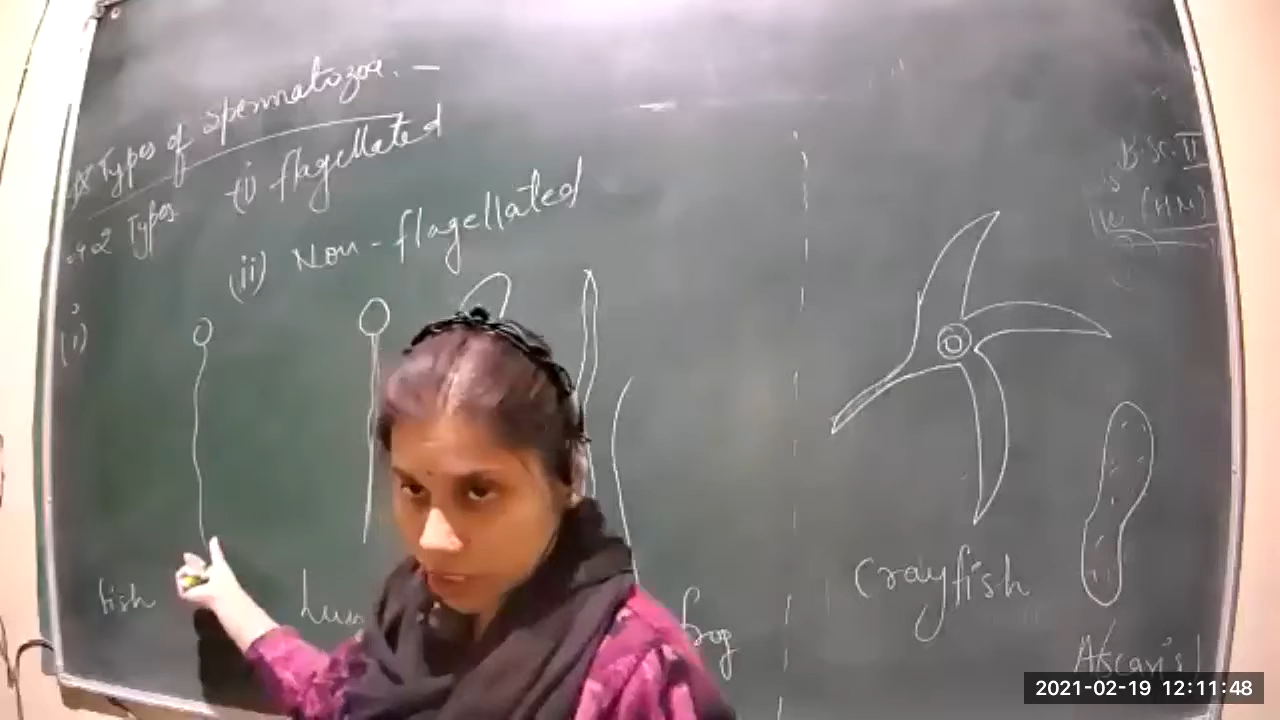 Types of spermatozoa. -
2 Types (i) flagellated
(ii) Non-flagellated
(i)
B.Sc. II
(HN)
fish
Crayfish
Ascaris
2021-02-19 12:11:48